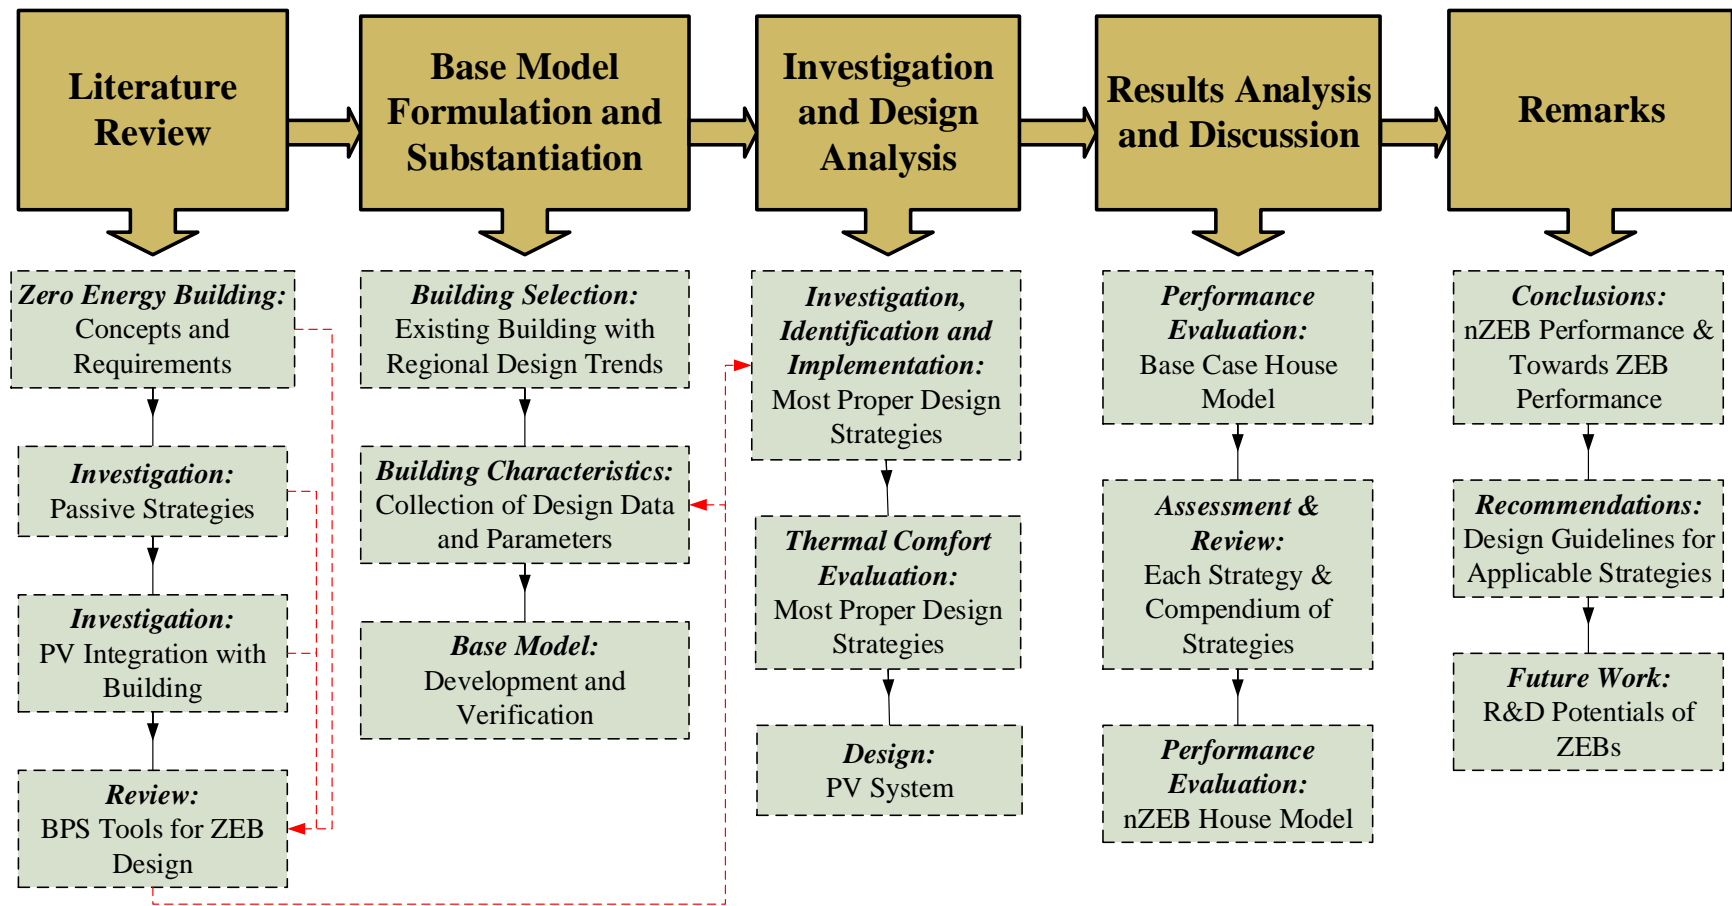 Literature
Review
Base Model
Formulation and
Substantiation
Investigation
and Design
Analysis
Results Analysis
and Discussion
Remarks
Zero Energy Building:
Concepts and
Requirements
Investigation:
Passive Strategies
Investigation:
PV Integration with
Building
Review:
BPS Tools for ZEB
Design
Building Selection:
Existing Building with
Regional Design Trends
Building Characteristics:
Collection of Design Data
and Parameters
Base Model:
Development and
Verification
Investigation,
Identification and
Implementation:
Most Proper Design
Strategies
Thermal Comfort
Evaluation:
Most Proper Design
Strategies
Design:
PV System
Performance
Evaluation:
Base Case House
Model
Assessment &
Review:
Each Strategy &
Compendium of
Strategies
Performance
Evaluation:
nZEB House Model
Conclusions:
nZEB Performance &
Towards ZEB
Performance
Recommendations:
Design Guidelines for
Applicable Strategies
Future Work:
R&D Potentials of
ZEBs